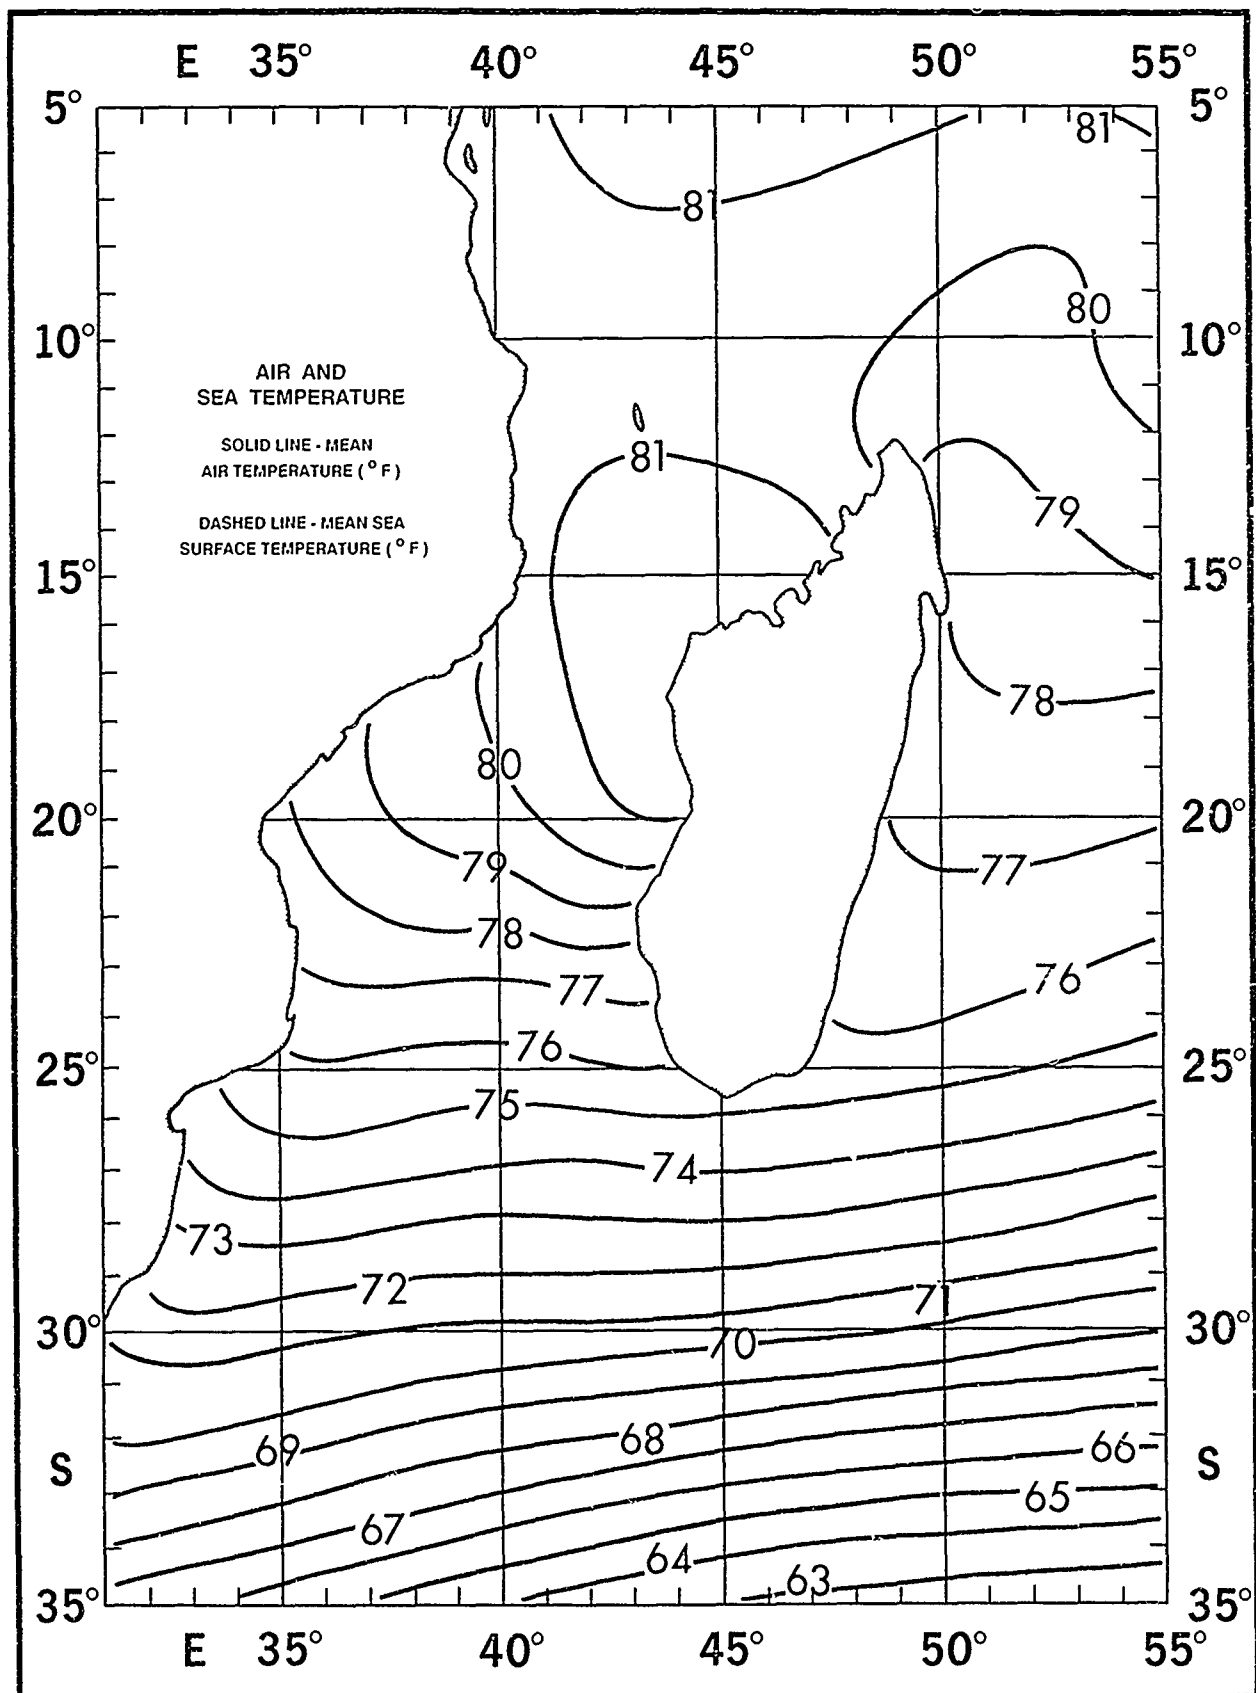 E 35° 40° 45° 50° 55°
5° 5°
81
81
80
10° 10°
AIR AND
SEA TEMPERATURE
SOLID LINE - MEAN
AIR TEMPERATURE (°F)
81
79
DASHED LINE - MEAN SEA
SURFACE TEMPERATURE (°F)
15° 15°
78
80
20° 20°
79 77
78
77 76
76
25° 25°
75
74
73
72 71
30° 30°
70
69 68 66
S S
65
67
64
63
35° 35°
E 35° 40° 45° 50° 55°